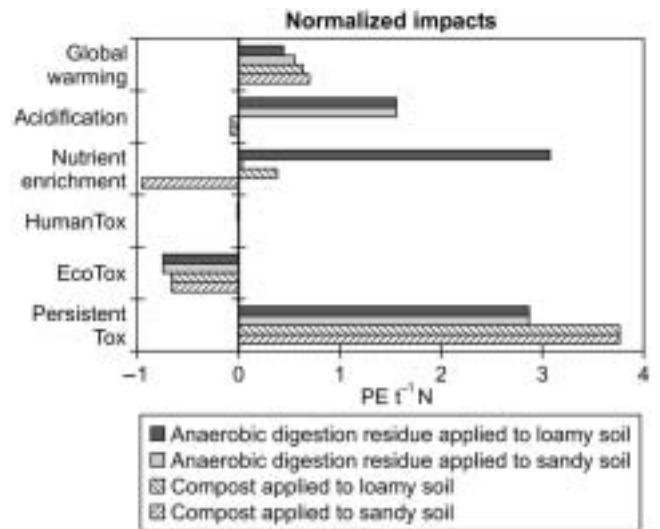 Normalized impacts
Global
warming
Acidification
Nutrient
enrichment
HumanTox
EcoTox
Persistent
Tox
–1 0 1 2 3 4
PE t⁻¹ N
Anaerobic digestion residue applied to loamy soil
Anaerobic digestion residue applied to sandy soil
Compost applied to loamy soil
Compost applied to sandy soil